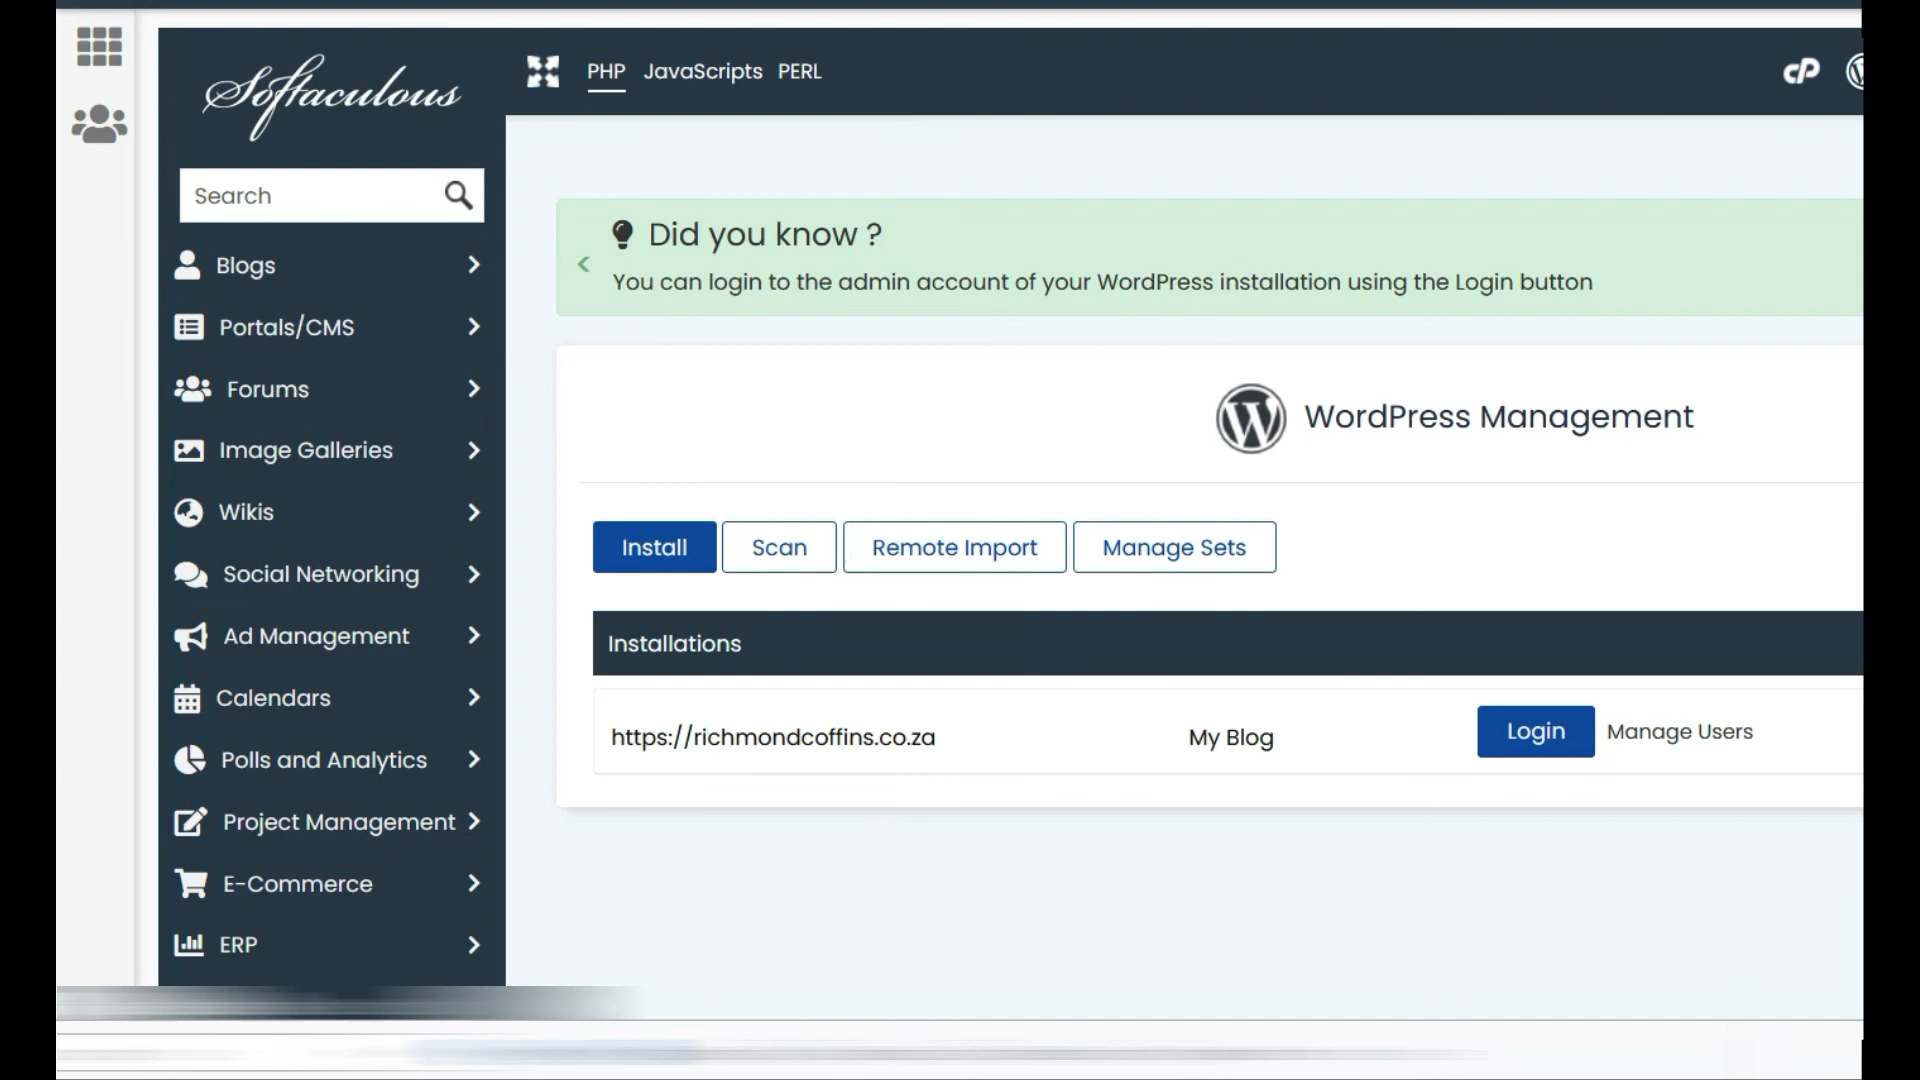 Softaculous
PHP JavaScripts PERL
cP
Search
Did you know ?
You can login to the admin account of your WordPress installation using the Login button
Blogs
Portals/CMS
Forums
Image Galleries
Wikis
Social Networking
Ad Management
Calendars
Polls and Analytics
Project Management
E-Commerce
ERP
WordPress Management
Install Scan Remote Import Manage Sets
Installations
https://richmondcoffins.co.za My Blog Login Manage Users